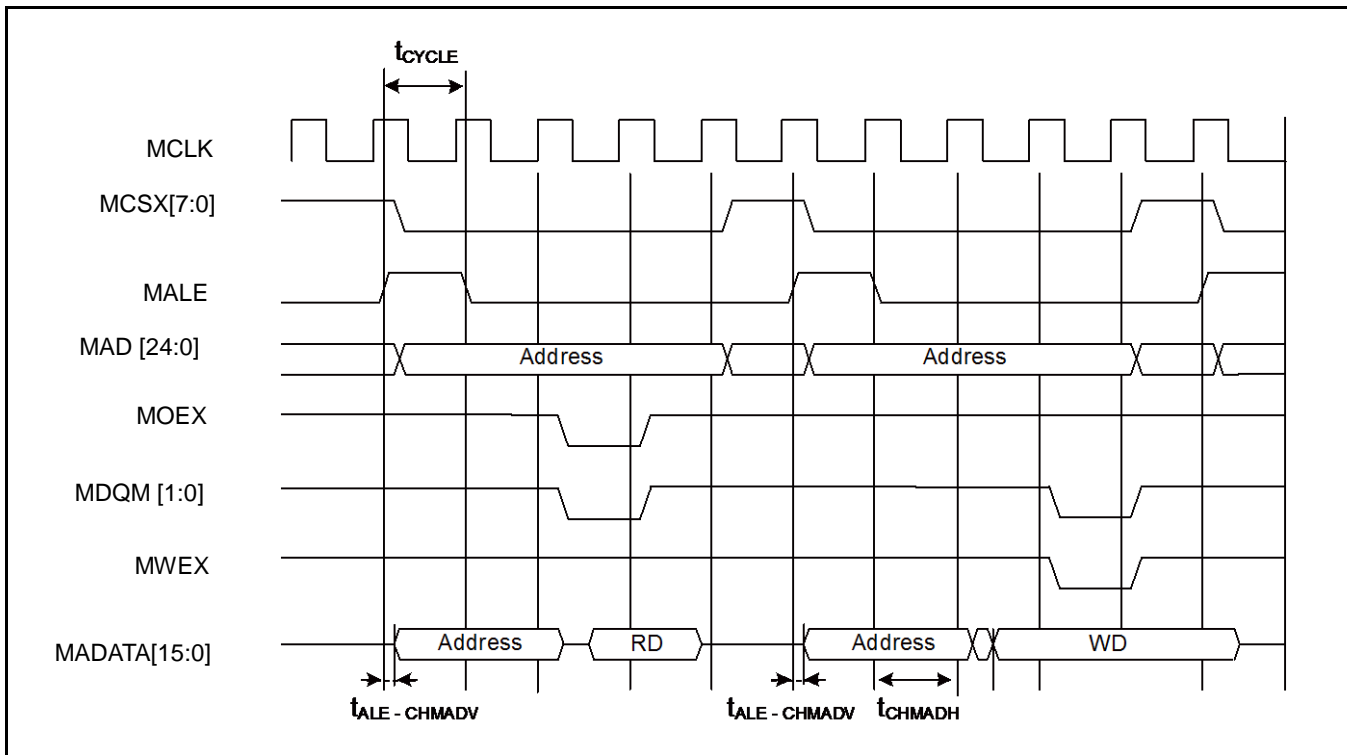 tCYCLE
MCLK
MCSX[7:0]
MALE
MAD [24:0] Address Address
MOEX
MDQM [1:0]
MWEX
MADATA[15:0] Address RD Address WD
tALE - CHMADV tALE - CHMADV tCHMADH